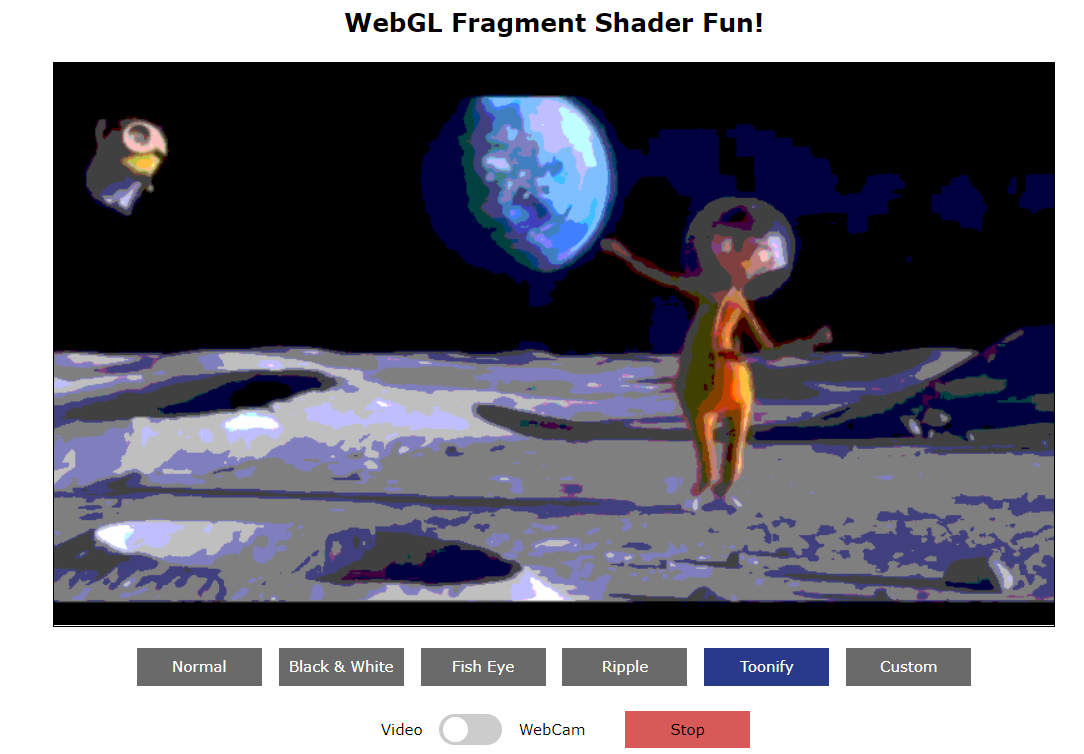 WebGL Fragment Shader Fun!
Normal Black & White Fish Eye Ripple Toonify Custom
Video WebCam Stop